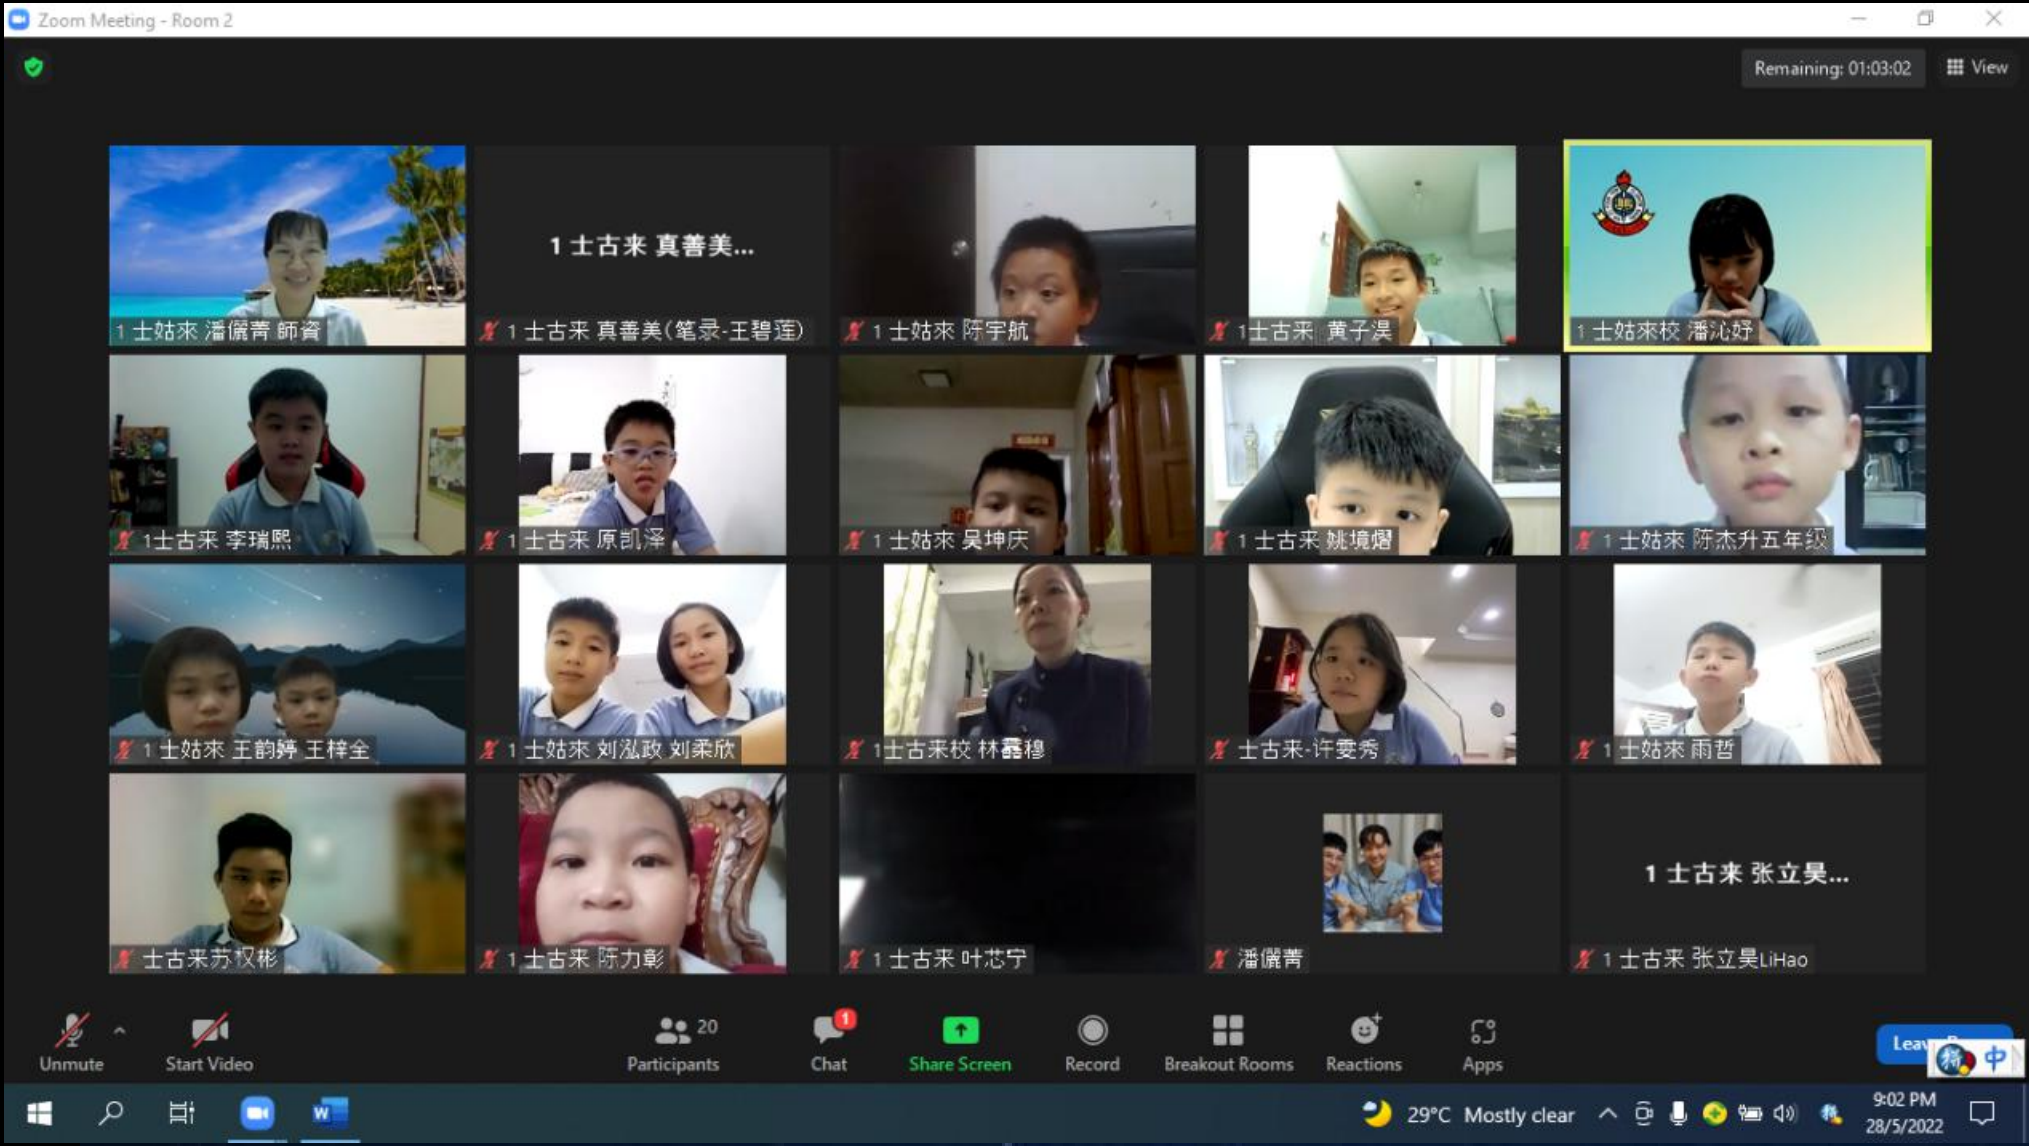 Zoom Meeting - Room 2
Remaining: 01:03:02
View
1 士姑來 潘儷菁 師資
1 士古来 真善美...
1 士古来 真善美(笔录-王碧莲)
1 士姑來 陈宇航
1士古来 黄子淏
1 士姑來校 潘沁妤
1士古来 李瑞熙
1 士古来 原凯泽
1 士姑來 吴坤庆
1 士古来 姚境熠
1 士姑來 陈杰升五年级
1 士姑來 王韵婷 王梓全
1 士姑來 刘泓政 刘柔欣
1士古来校 林馫穆
士古来-许雯秀
1 士姑來 雨哲
士古来苏权彬
1 士古来 陈力彰
1 士古来 叶芯宁
潘儷菁
1 士古来 张立昊...
1 士古来 张立昊LiHao
Unmute
Start Video
20
Participants
1
Chat
Share Screen
Record
Breakout Rooms
Reactions
Apps
中
29°C Mostly clear
9:02 PM
28/5/2022